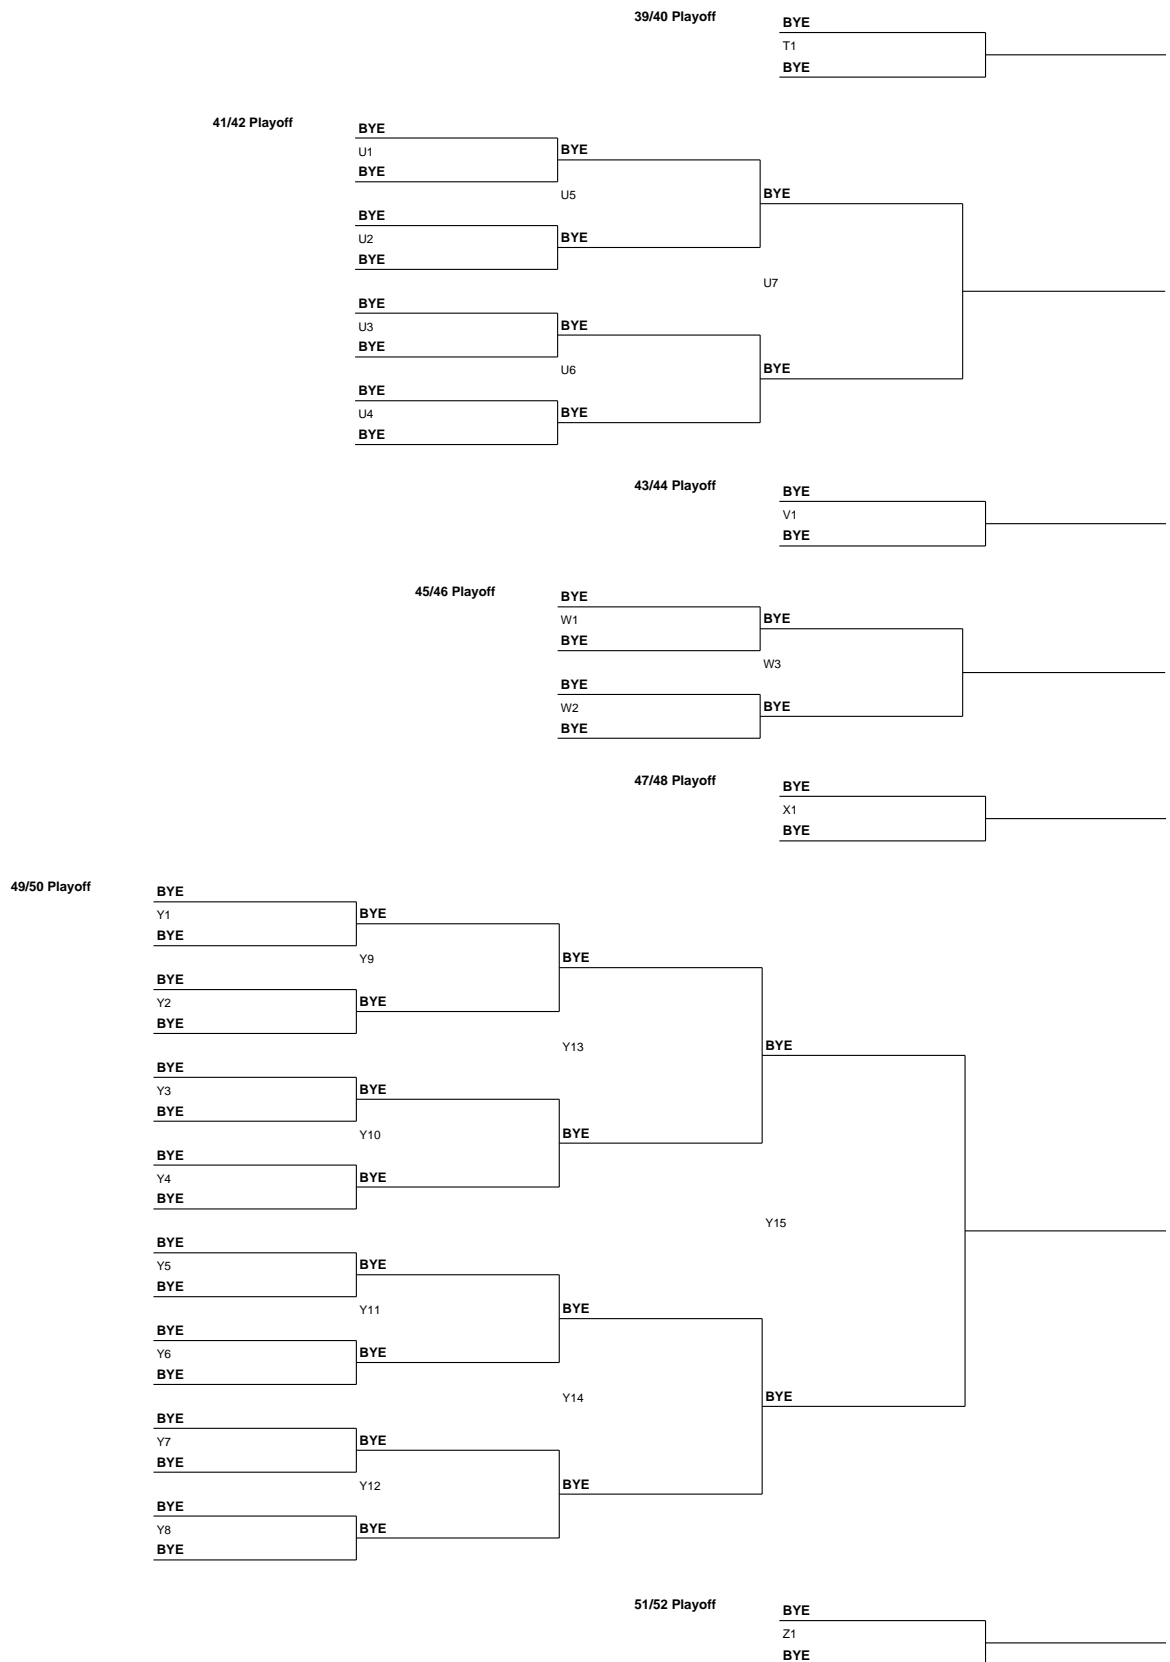 39/40 Playoff
BYE
T1
BYE
41/42 Playoff
BYE
U1
BYE
BYE
U5
BYE
BYE
U2
BYE
BYE
U7
BYE
U3
BYE
BYE
U6
BYE
BYE
U4
BYE
BYE
43/44 Playoff
BYE
V1
BYE
45/46 Playoff
BYE
W1
BYE
BYE
W3
BYE
W2
BYE
BYE
47/48 Playoff
BYE
X1
BYE
49/50 Playoff
BYE
Y1
BYE
BYE
Y9
BYE
BYE
Y2
BYE
BYE
Y13
BYE
BYE
Y3
BYE
BYE
Y10
BYE
BYE
Y4
BYE
BYE
Y15
BYE
Y5
BYE
BYE
Y11
BYE
BYE
Y6
BYE
BYE
Y14
BYE
BYE
Y7
BYE
BYE
Y12
BYE
BYE
Y8
BYE
BYE
51/52 Playoff
BYE
Z1
BYE